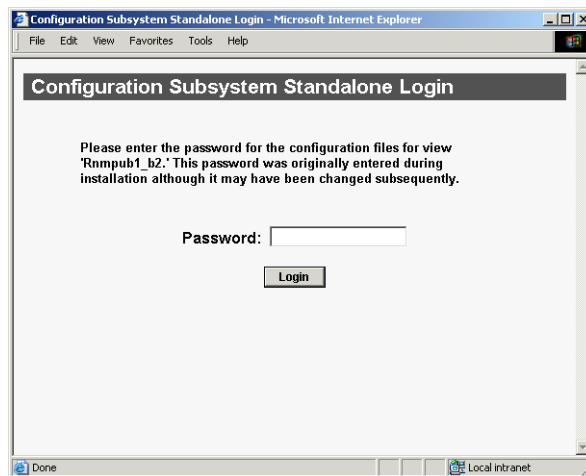 Configuration Subsystem Standalone Login - Microsoft Internet Explorer
File Edit View Favorites Tools Help
Configuration Subsystem Standalone Login
Please enter the password for the configuration files for view
'Rnmpub1_b2.' This password was originally entered during
installation although it may have been changed subsequently.
Password:
Login
Done
Local intranet